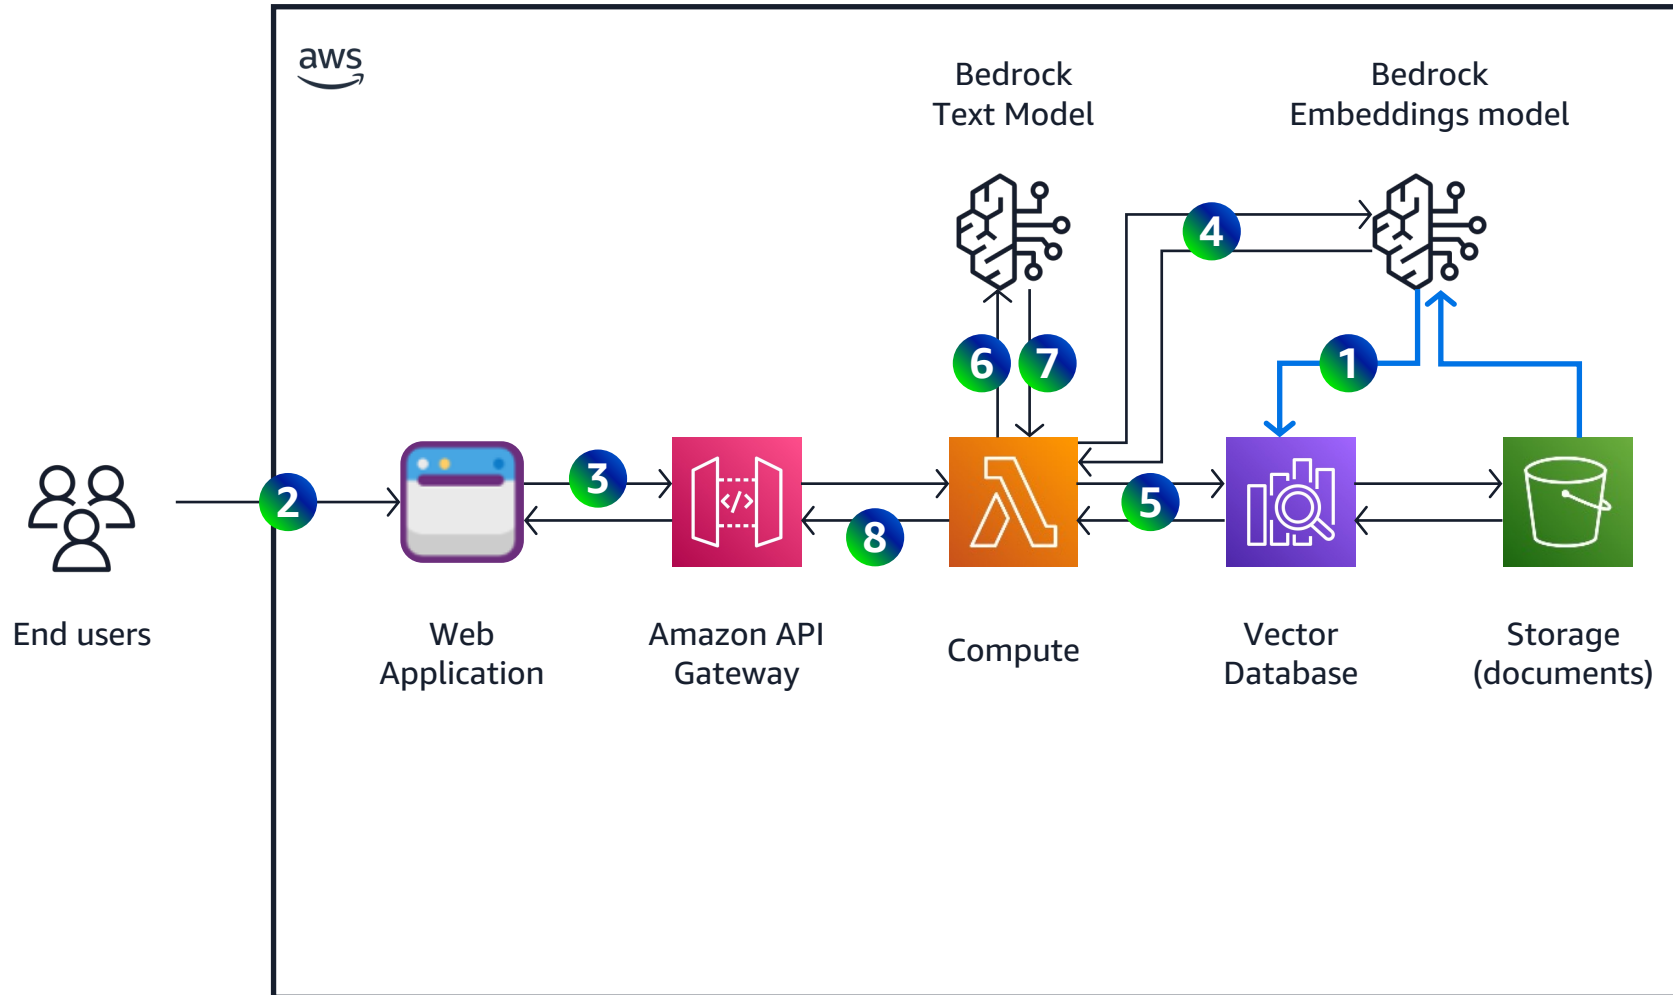 aws
Bedrock
Text Model
Bedrock
Embeddings model
4
6
7
1
2
3
5
8
</>
End users
Web
Application
Amazon API
Gateway
Compute
Vector
Database
Storage
(documents)